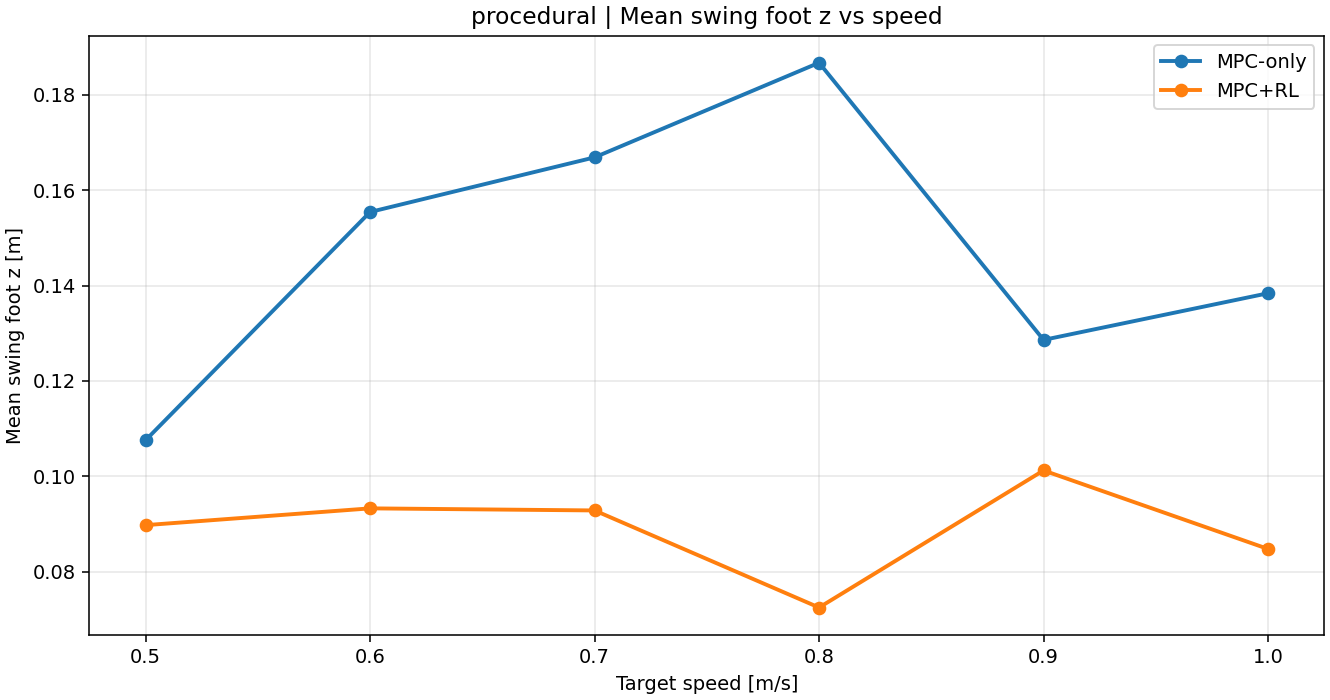 procedural | Mean swing foot z vs speed
MPC-only
MPC+RL
Mean swing foot z [m]
0.18
0.16
0.14
0.12
0.10
0.08
0.5 0.6 0.7 0.8 0.9 1.0
Target speed [m/s]